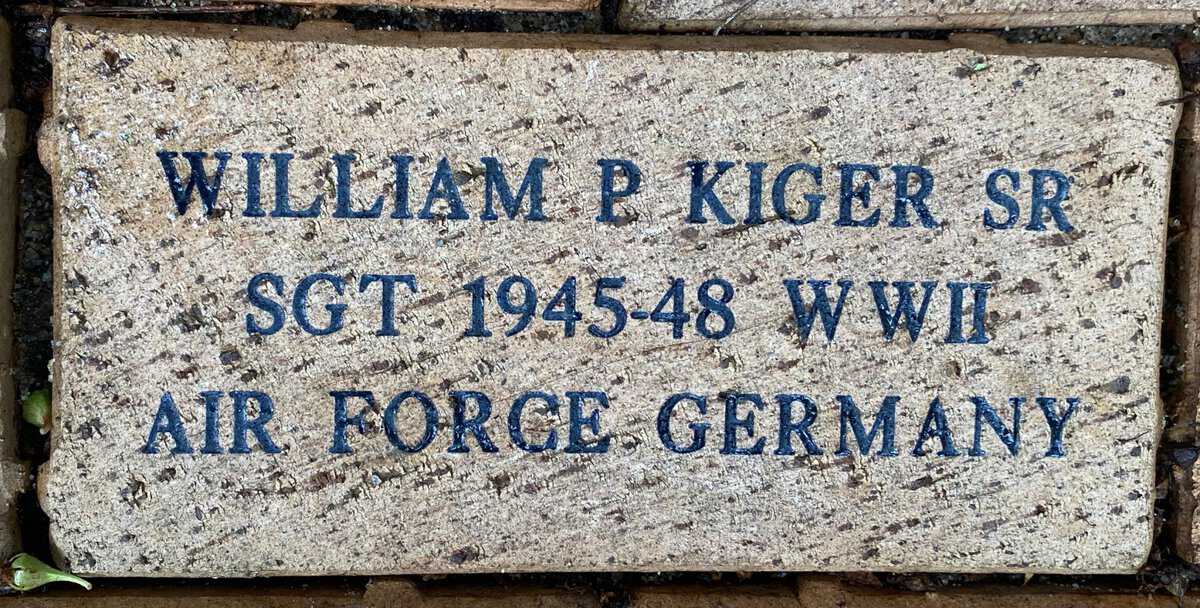 WILLIAM P KIGER SR
SGT 1945-48 WWII
AIR FORCE GERMANY